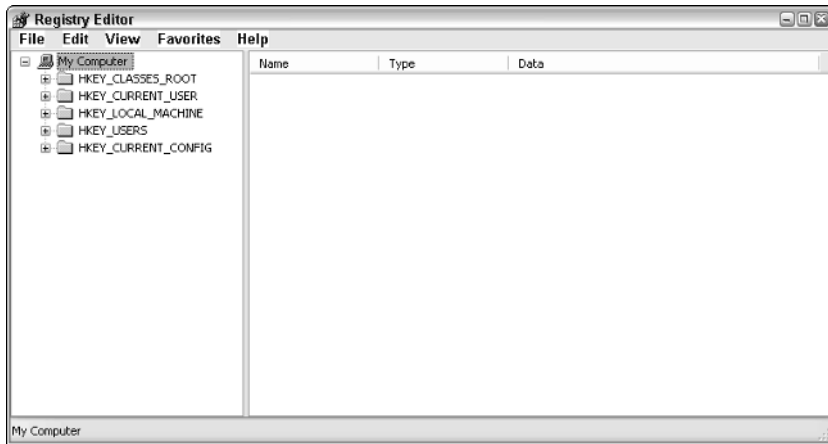 Registry Editor
File Edit View Favorites Help
My Computer
HKEY_CLASSES_ROOT
HKEY_CURRENT_USER
HKEY_LOCAL_MACHINE
HKEY_USERS
HKEY_CURRENT_CONFIG
Name Type Data
My Computer